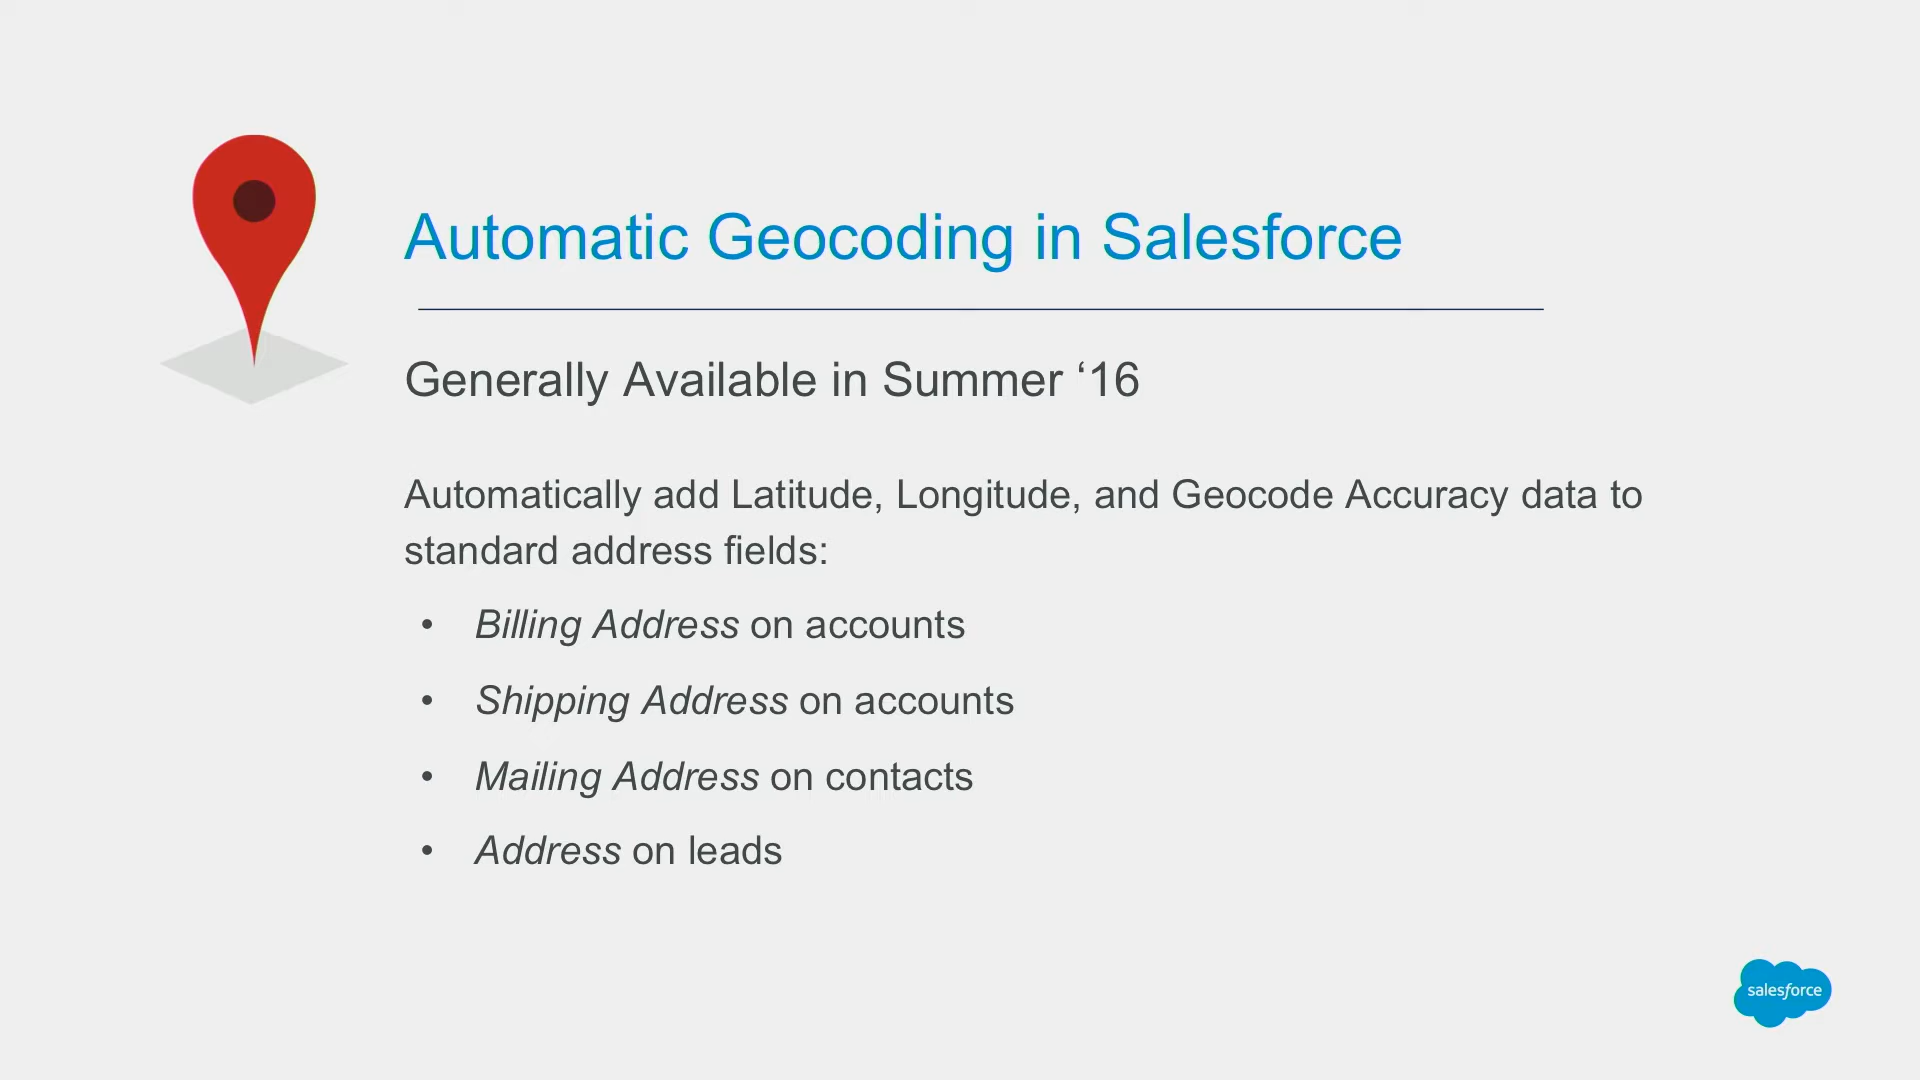 Automatic Geocoding in Salesforce
Generally Available in Summer ‘16
Automatically add Latitude, Longitude, and Geocode Accuracy data to
standard address fields:
• Billing Address on accounts
• Shipping Address on accounts
• Mailing Address on contacts
• Address on leads
salesforce